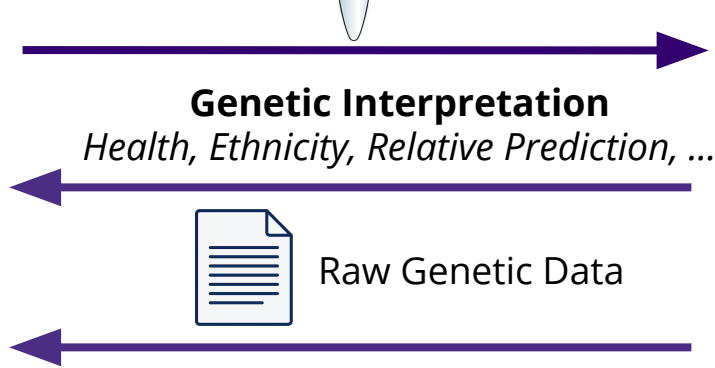 Genetic Interpretation
Health, Ethnicity, Relative Prediction, ...
Raw Genetic Data